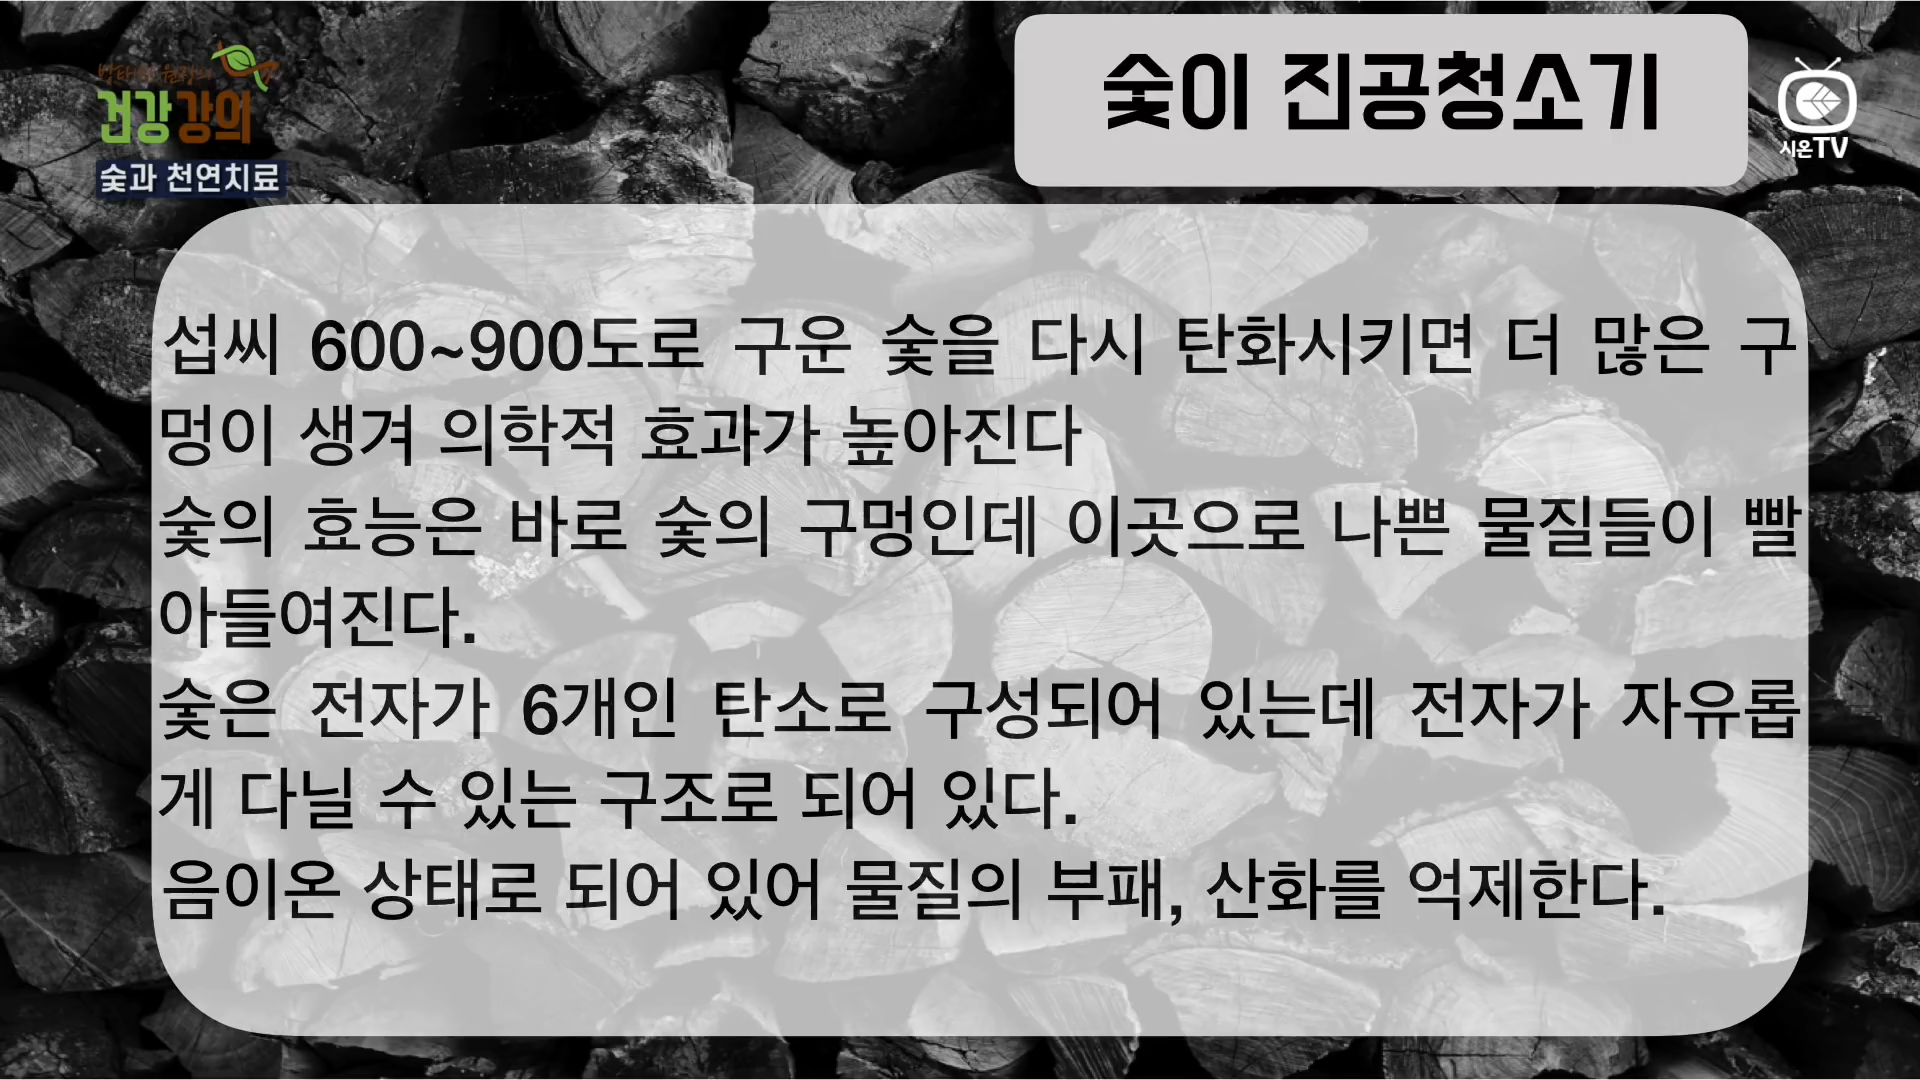 건강강의
숯과 천연치료
숯이 진공청소기
시온TV
섭씨 600~900도로 구운 숯을 다시 탄화시키면 더 많은 구
멍이 생겨 의학적 효과가 높아진다
숯의 효능은 바로 숯의 구멍인데 이곳으로 나쁜 물질들이 빨
아들여진다.
숯은 전자가 6개인 탄소로 구성되어 있는데 전자가 자유롭
게 다닐 수 있는 구조로 되어 있다.
음이온 상태로 되어 있어 물질의 부패, 산화를 억제한다.